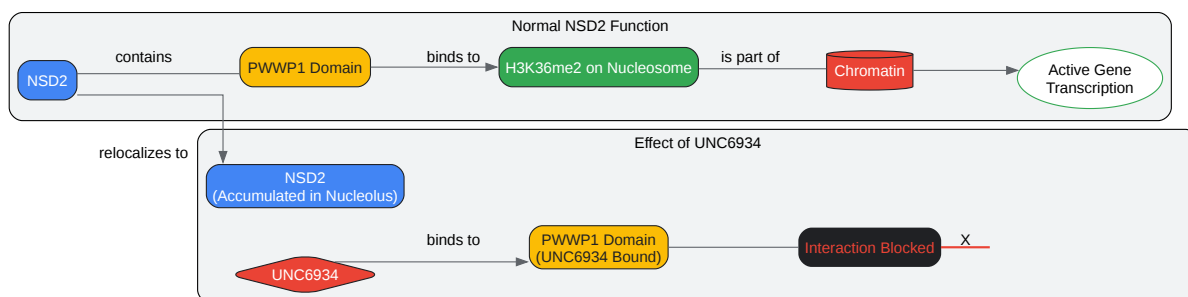 Normal NSD2 Function
contains
binds to
is part of
NSD2
PWWP1 Domain
H3K36me2 on Nucleosome
Chromatin
Active Gene
Transcription
relocalizes to
Effect of UNC6934
NSD2
(Accumulated in Nucleolus)
binds to
UNC6934
PWWP1 Domain
(UNC6934 Bound)
Interaction Blocked
X